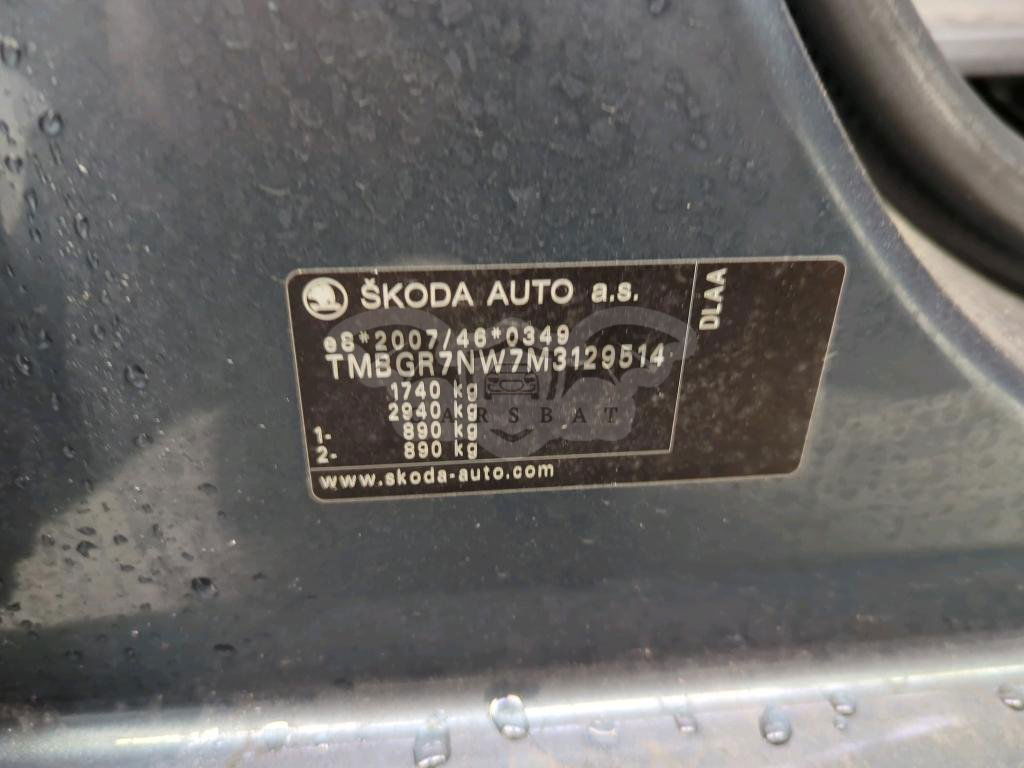 ŠKODA AUTO a.s.
DLAA
e8*2007/46*0349
TMBGR7NW7M3129514
1740 kg
2940 kg
ARSBAT
1- 890 kg
2- 890 kg
www.skoda-auto.com